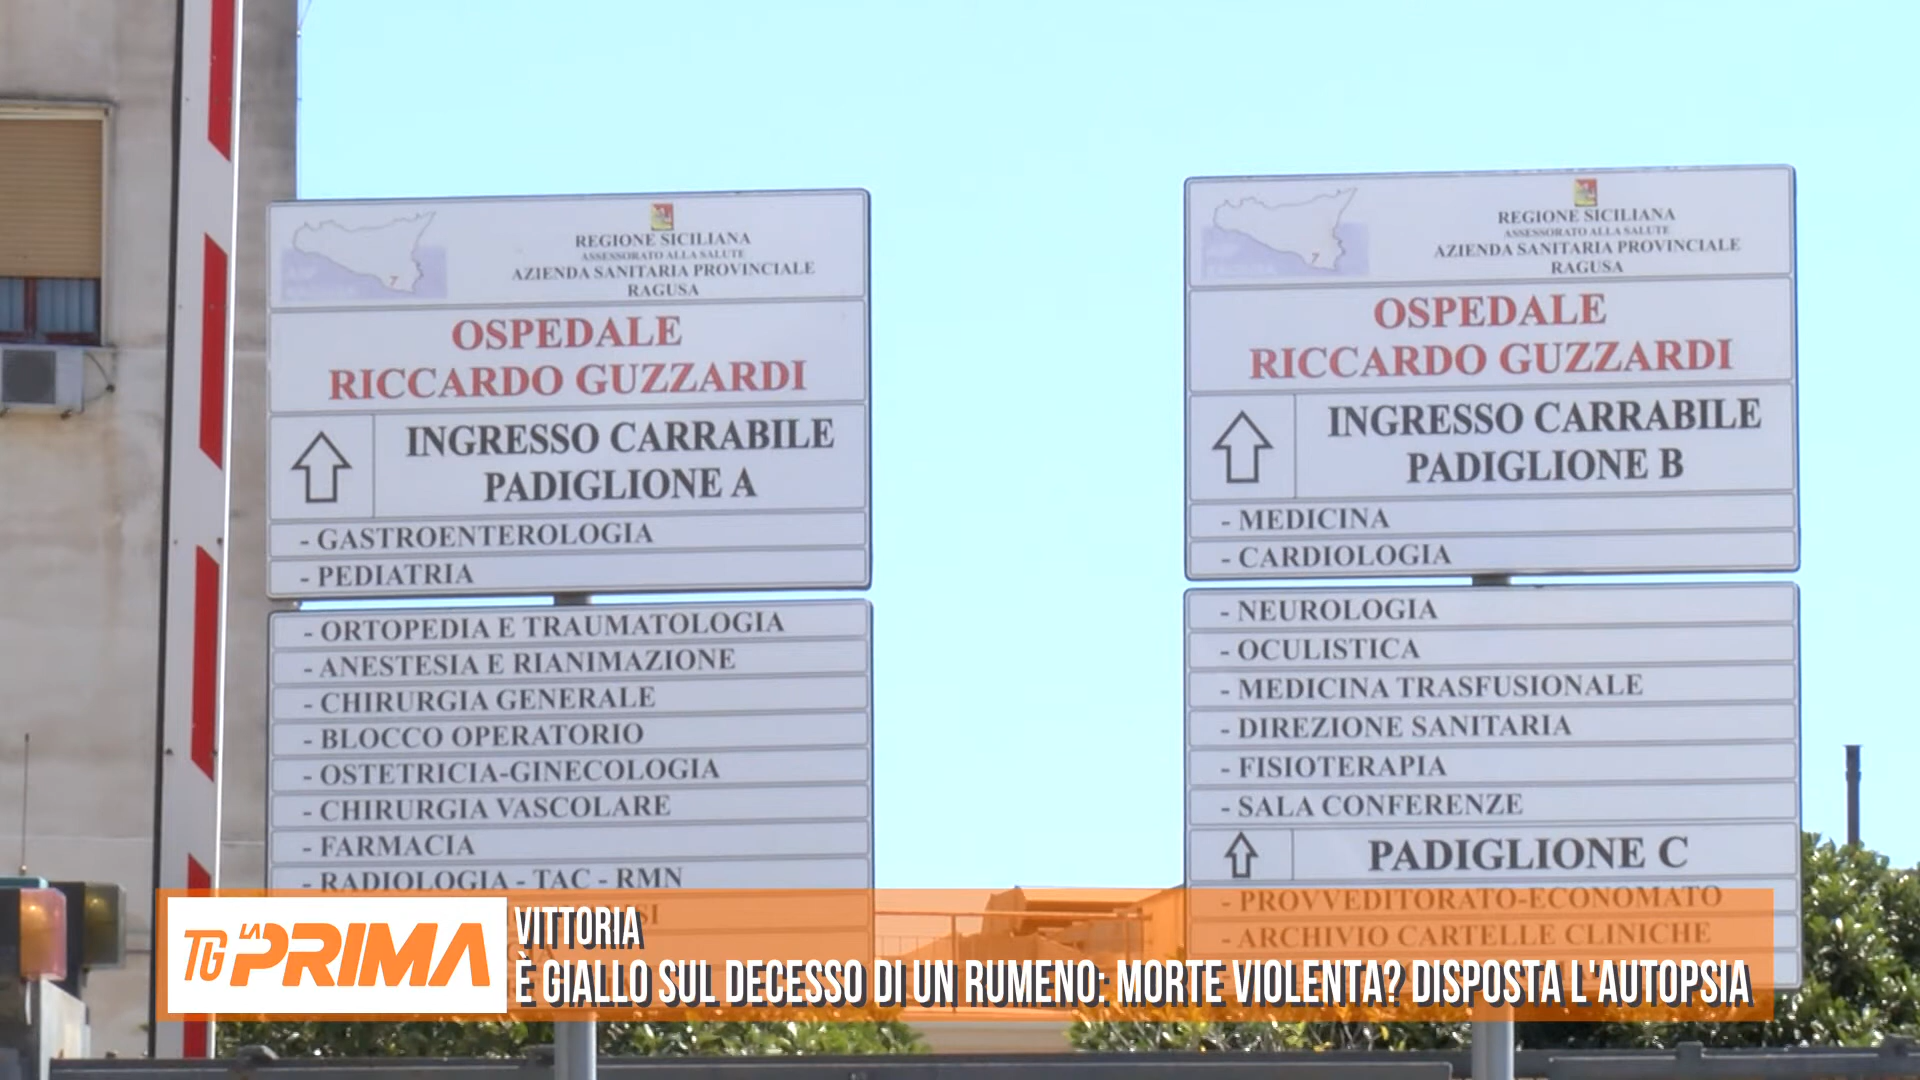 REGIONE SICILIANA
ASSESSORATO ALLA SALUTE
AZIENDA SANITARIA PROVINCIALE
RAGUSA
7
OSPEDALE
RICCARDO GUZZARDI
INGRESSO CARRABILE
PADIGLIONE A
- GASTROENTEROLOGIA
- PEDIATRIA
- ORTOPEDIA E TRAUMATOLOGIA
- ANESTESIA E RIANIMAZIONE
- CHIRURGIA GENERALE
- BLOCCO OPERATORIO
- OSTETRICIA-GINECOLOGIA
- CHIRURGIA VASCOLARE
- FARMACIA
- RADIOLOGIA - TAC - RMN
REGIONE SICILIANA
ASSESSORATO ALLA SALUTE
AZIENDA SANITARIA PROVINCIALE
RAGUSA
7
OSPEDALE
RICCARDO GUZZARDI
INGRESSO CARRABILE
PADIGLIONE B
- MEDICINA
- CARDIOLOGIA
- NEUROLOGIA
- OCULISTICA
- MEDICINA TRASFUSIONALE
- DIREZIONE SANITARIA
- FISIOTERAPIA
- SALA CONFERENZE
PADIGLIONE C
- PROVVEDITORATO-ECONOMATO
- ARCHIVIO CARTELLE CLINICHE
TG LA PRIMA
VITTORIA
È GIALLO SUL DECESSO DI UN RUMENO: MORTE VIOLENTA? DISPOSTA L'AUTOPSIA